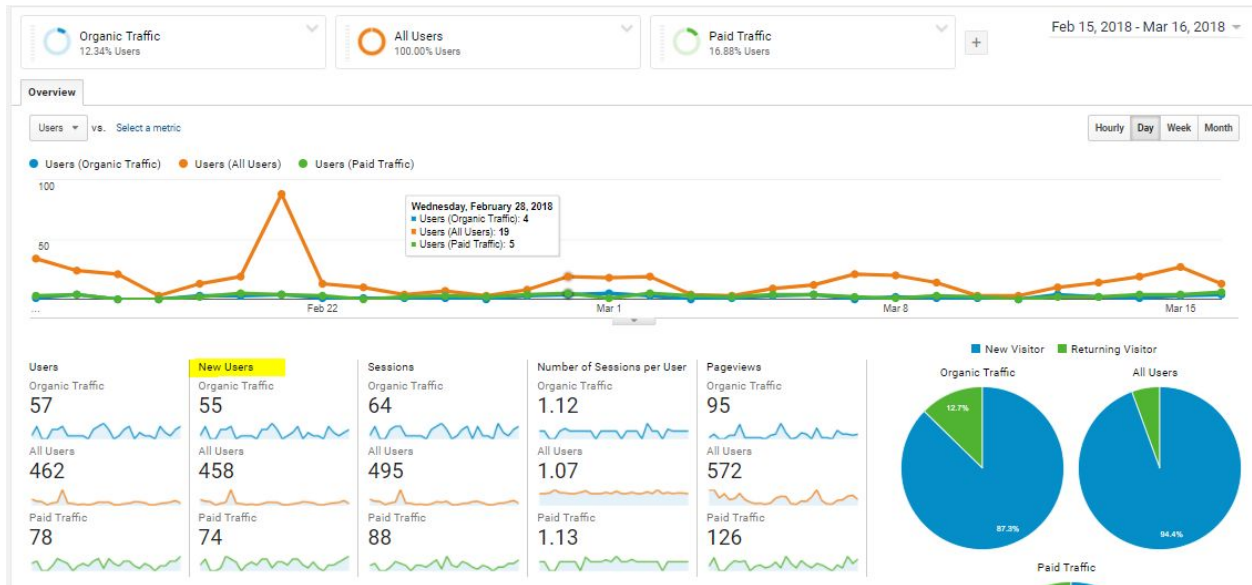 Organic Traffic
12.34% Users
All Users
100.00% Users
Paid Traffic
16.88% Users
+
Feb 15, 2018 - Mar 16, 2018
Overview
Users vs. Select a metric
Hourly Day Week Month
Users (Organic Traffic) Users (All Users) Users (Paid Traffic)
100
50
Wednesday, February 28, 2018
Users (Organic Traffic): 4
Users (All Users): 19
Users (Paid Traffic): 5
... Feb 22 Mar 1 Mar 8 Mar 15
Users
Organic Traffic
57
All Users
462
Paid Traffic
78
New Users
Organic Traffic
55
All Users
458
Paid Traffic
74
Sessions
Organic Traffic
64
All Users
495
Paid Traffic
88
Number of Sessions per User
Organic Traffic
1.12
All Users
1.07
Paid Traffic
1.13
Pageviews
Organic Traffic
95
All Users
572
Paid Traffic
126
New Visitor Returning Visitor
Organic Traffic
12.7%
87.3%
All Users
94.4%
Paid Traffic